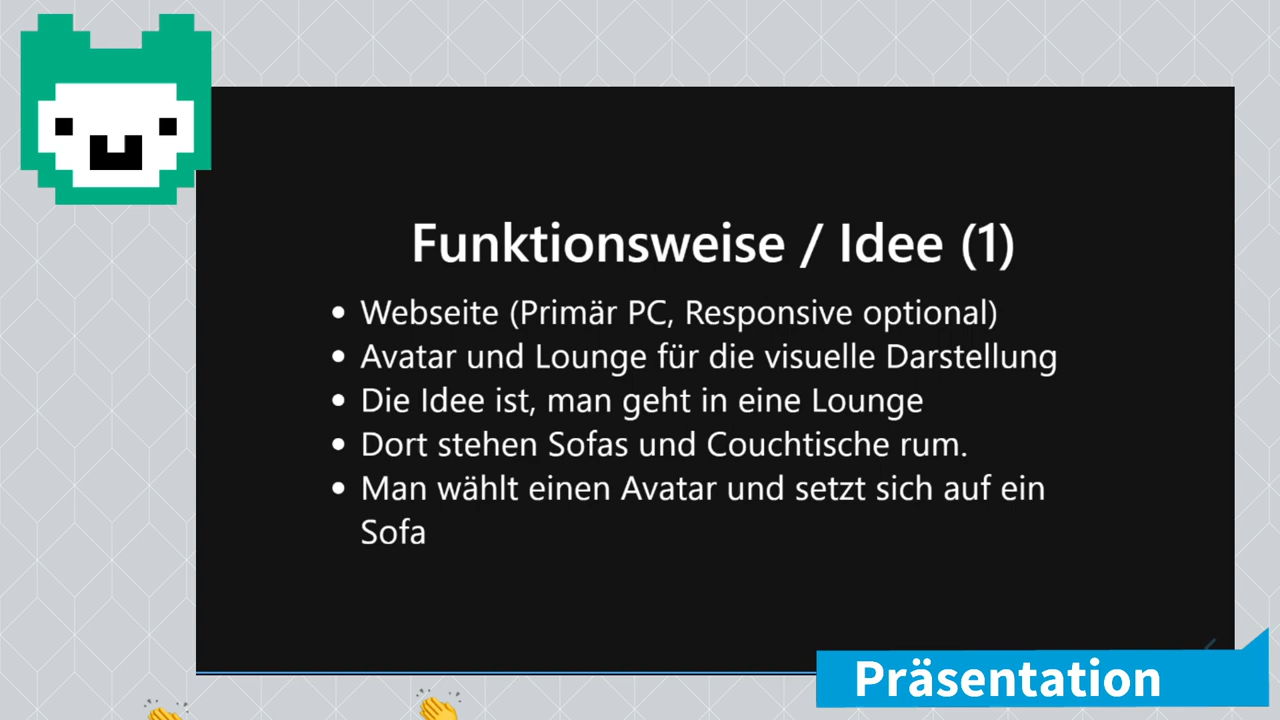 Funktionsweise / Idee (1)
• Webseite (Primär PC, Responsive optional)
• Avatar und Lounge für die visuelle Darstellung
• Die Idee ist, man geht in eine Lounge
• Dort stehen Sofas und Couchtische rum.
• Man wählt einen Avatar und setzt sich auf ein
Sofa
Präsentation